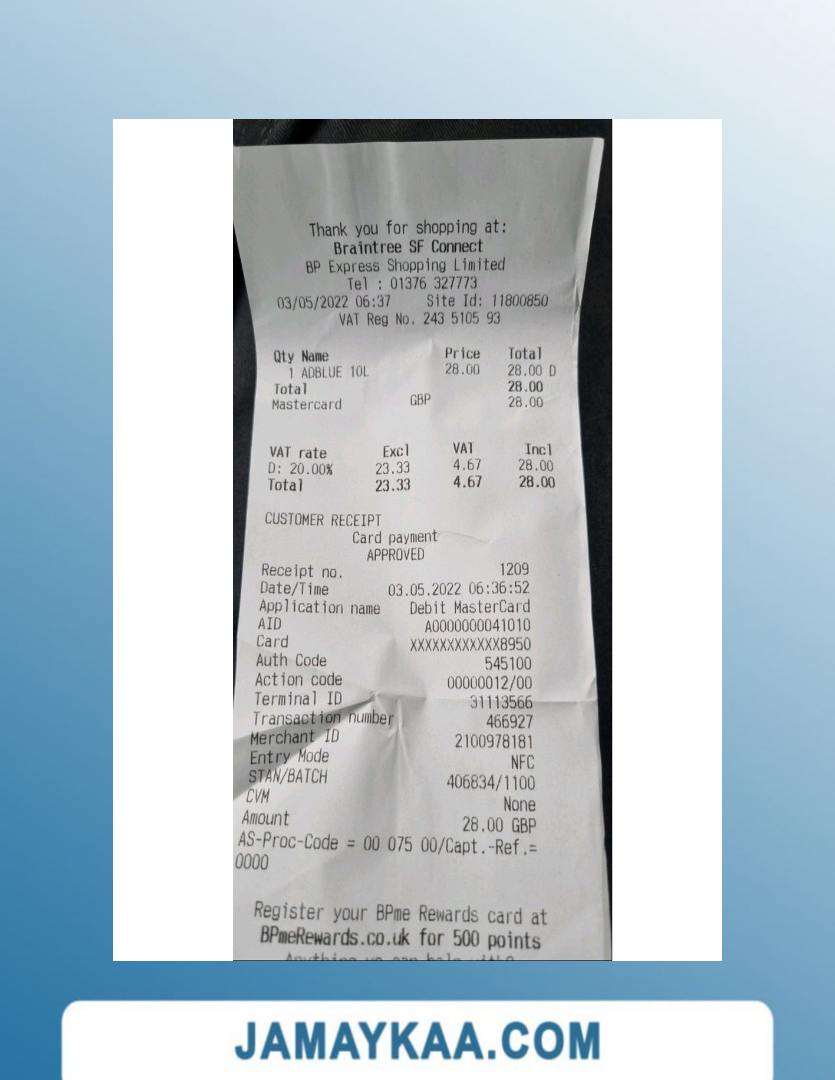 Thank you for shopping at:
Braintree SF Connect
BP Express Shopping Limited
Tel : 01376 327773
03/05/2022 06:37 Site Id: 11800850
VAT Reg No. 243 5105 93
Qty Name Price Total
1 ADBLUE 10L 28.00 28.00 D
Total 28.00
Mastercard GBP 28.00
VAT rate Excl VAT Incl
D: 20.00% 23.33 4.67 28.00
Total 23.33 4.67 28.00
CUSTOMER RECEIPT
Card payment
APPROVED
Receipt no. 1209
Date/Time 03.05.2022 06:36:52
Application name Debit MasterCard
AID A0000000041010
Card XXXXXXXXXXXX8950
Auth Code 545100
Action code 00000012/00
Terminal ID 31113566
Transaction number 466927
Merchant ID 2100978181
Entry Mode NFC
STAN/BATCH 406834/1100
CVM None
Amount 28.00 GBP
AS-Proc-Code = 00 075 00/Capt.-Ref.=
0000
Register your BPme Rewards card at
BPmeRewards.co.uk for 500 points
Anything we can help with?
JAMAYKAA.COM